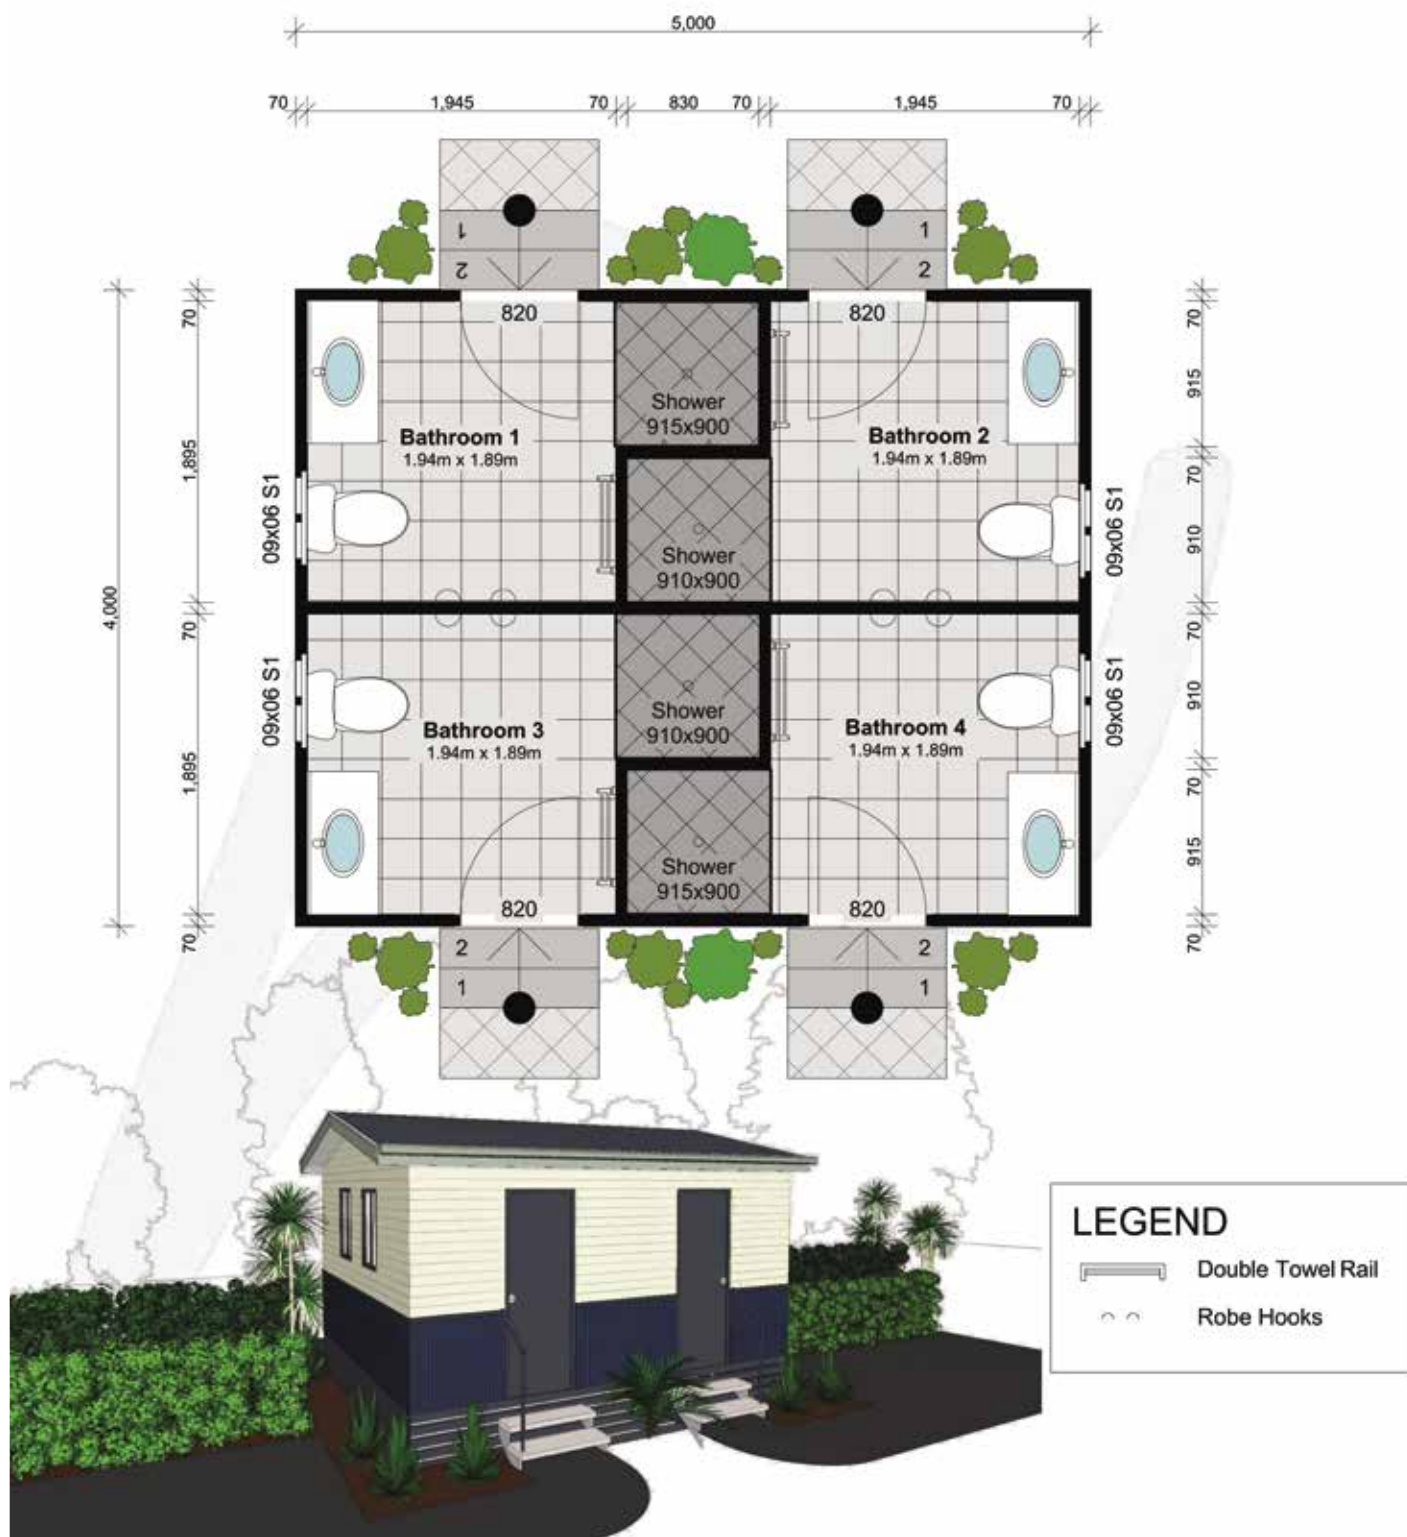 5,000
70 1,945 70 830 70 1,945 70
1 1
2 2
820 820
Shower
915x900
Bathroom 1
1.94m x 1.89m
Bathroom 2
1.94m x 1.89m
Shower
910x900
09x06 S1
09x06 S1
4,000
70
1,895
70
1,895
70
70
915
70
910
70
910
70
915
70
09x06 S1
09x06 S1
Shower
910x900
Bathroom 3
1.94m x 1.89m
Bathroom 4
1.94m x 1.89m
Shower
915x900
820 820
2 2
1 1
LEGEND
Double Towel Rail
Robe Hooks